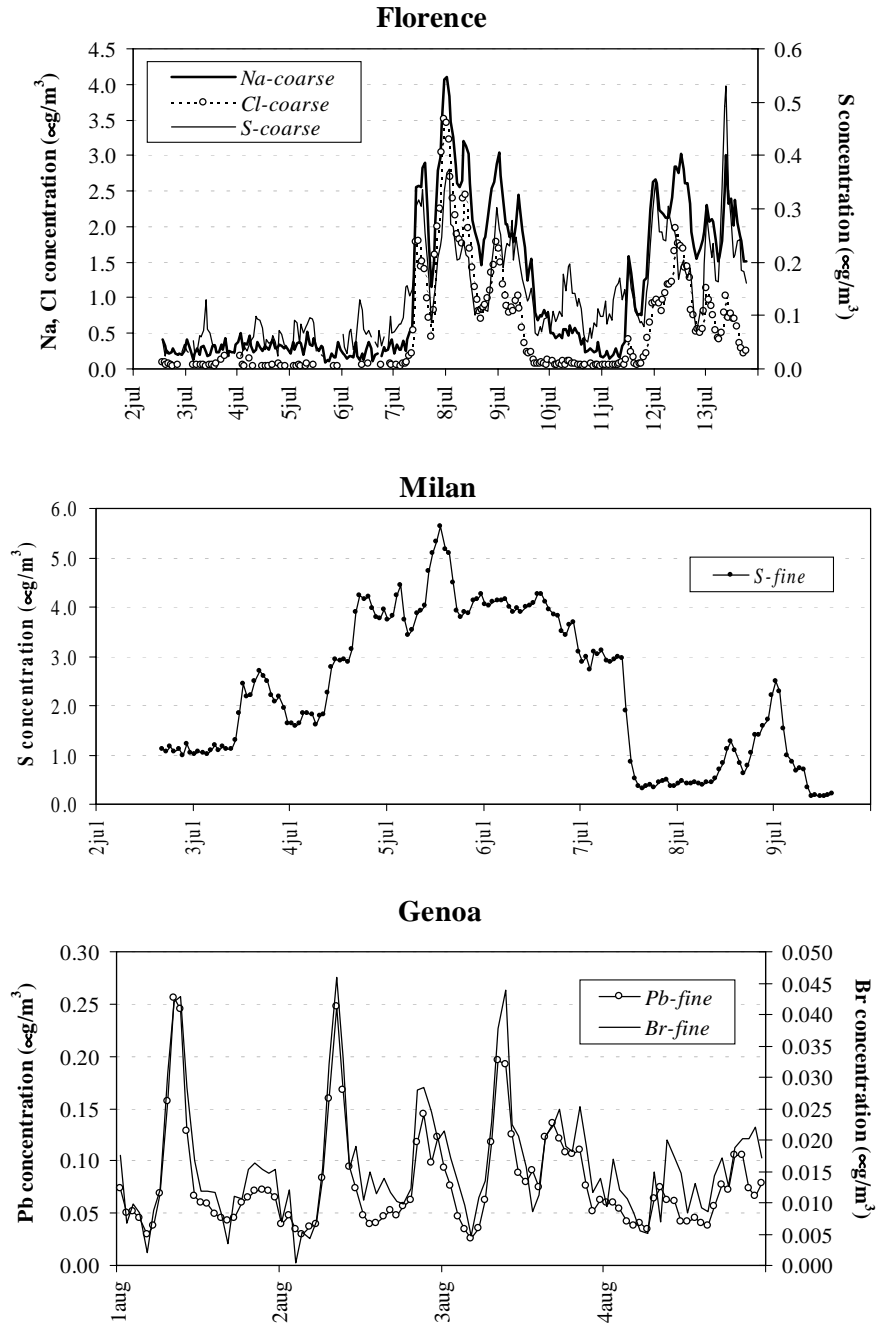 Florence
Na, Cl concentration (∝g/m³)
4.5
4.0
3.5
3.0
2.5
2.0
1.5
1.0
0.5
0.0
Na-coarse
Cl-coarse
S-coarse
0.6
0.5
0.4
0.3
0.2
0.1
0.0
S concentration (∝g/m³)
2jul
3jul
4jul
5jul
6jul
7jul
8jul
9jul
10jul
11jul
12jul
13jul
Milan
S concentration (∝g/m³)
6.0
5.0
4.0
3.0
2.0
1.0
0.0
S-fine
2jul
3jul
4jul
5jul
6jul
7jul
8jul
9jul
Genoa
Pb concentration (∝g/m³)
0.30
0.25
0.20
0.15
0.10
0.05
0.00
Pb-fine
Br-fine
0.050
0.045
0.040
0.035
0.030
0.025
0.020
0.015
0.010
0.005
0.000
Br concentration (∝g/m³)
1aug
2aug
3aug
4aug